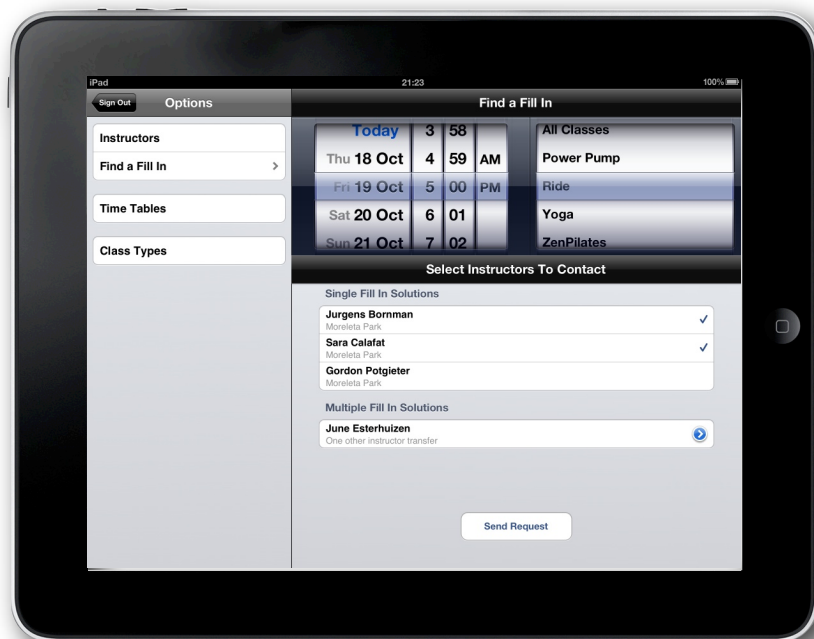 iPad 21:23 100%
Sign Out Options Find a Fill In
Instructors
Find a Fill In
Time Tables
Class Types
Today 3 58 All Classes
Thu 18 Oct 4 59 AM Power Pump
Fri 19 Oct 5 00 PM Ride
Sat 20 Oct 6 01 Yoga
Sun 21 Oct 7 02 ZenPilates
Select Instructors To Contact
Single Fill In Solutions
Jurgens Bornman
Moreleta Park
Sara Calafat
Moreleta Park
Gordon Potgieter
Moreleta Park
Multiple Fill In Solutions
June Esterhuizen
One other instructor transfer
Send Request